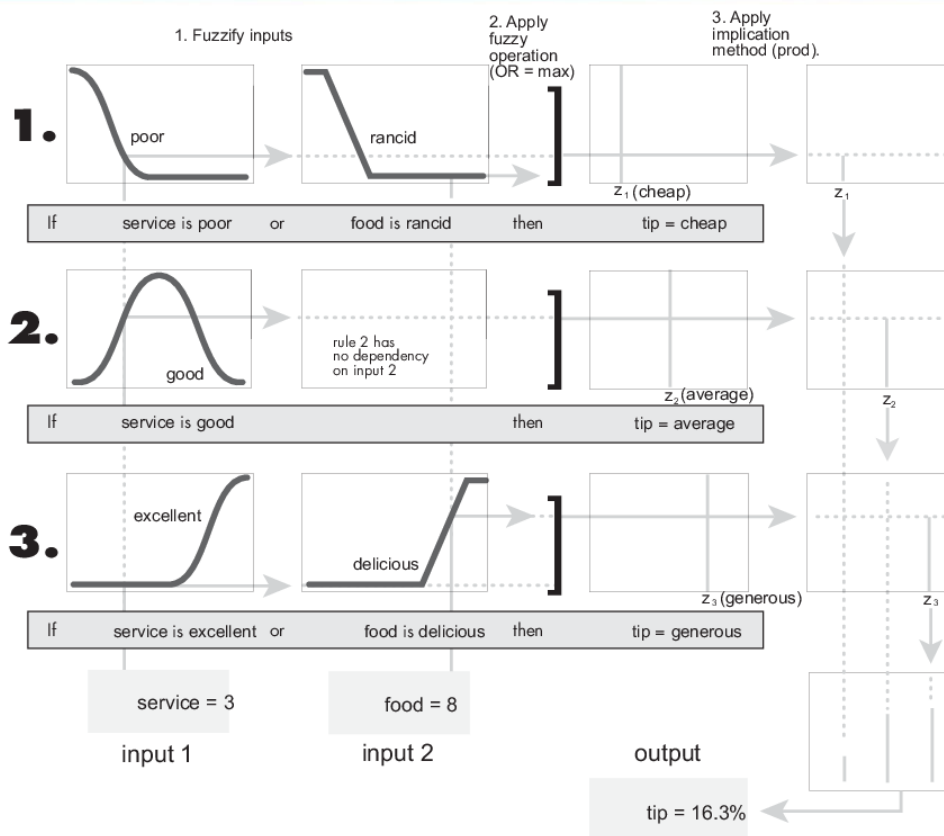 1. Fuzzify inputs
2. Apply
fuzzy
operation
(OR = max)
3. Apply
implication
method (prod).
1.
poor
rancid
z1 (cheap)
z1
If service is poor or food is rancid then tip = cheap
2.
good
rule 2 has
no dependency
on input 2
z2 (average)
z2
If service is good then tip = average
3.
excellent
delicious
z3 (generous)
z3
If service is excellent or food is delicious then tip = generous
service = 3
food = 8
input 1
input 2
output
tip = 16.3%